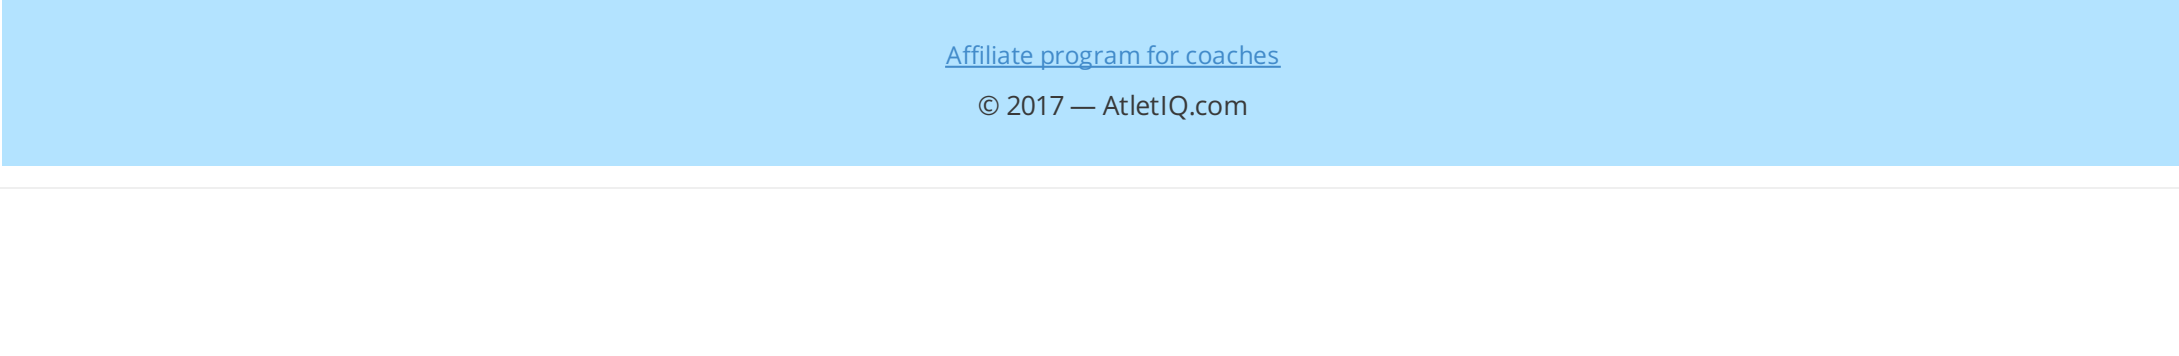 Affiliate program for coaches
© 2017 — AtletIQ.com